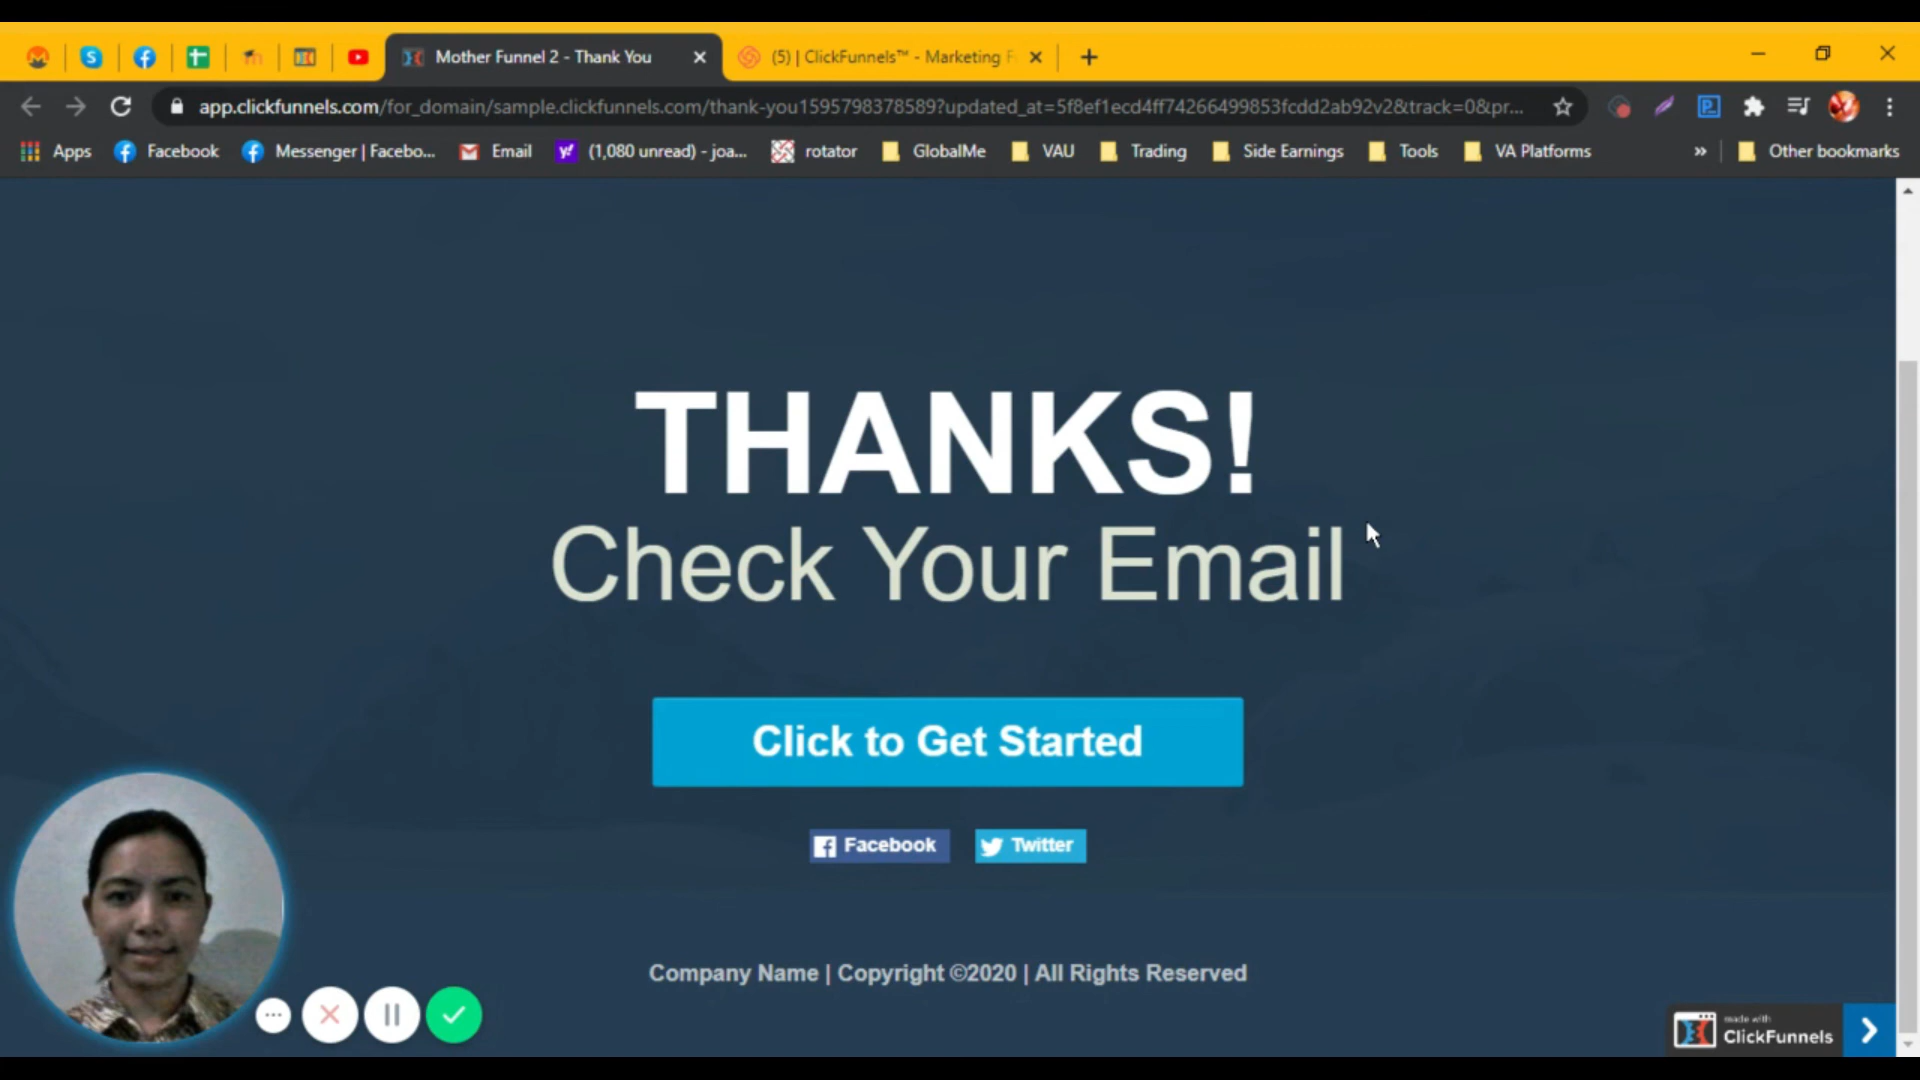 Mother Funnel 2 - Thank You
(5) | ClickFunnels™ - Marketing F
app.clickfunnels.com/for_domain/sample.clickfunnels.com/thank-you1595798378589?updated_at=5f8ef1ecd4ff74266499853fcdd2ab92v2&track=0&pr...
Apps Facebook Messenger | Facebo... Email (1,080 unread) - joa... rotator GlobalMe VAU Trading Side Earnings Tools VA Platforms » Other bookmarks
THANKS!
Check Your Email
Click to Get Started
Facebook Twitter
Company Name | Copyright ©2020 | All Rights Reserved
made with
ClickFunnels